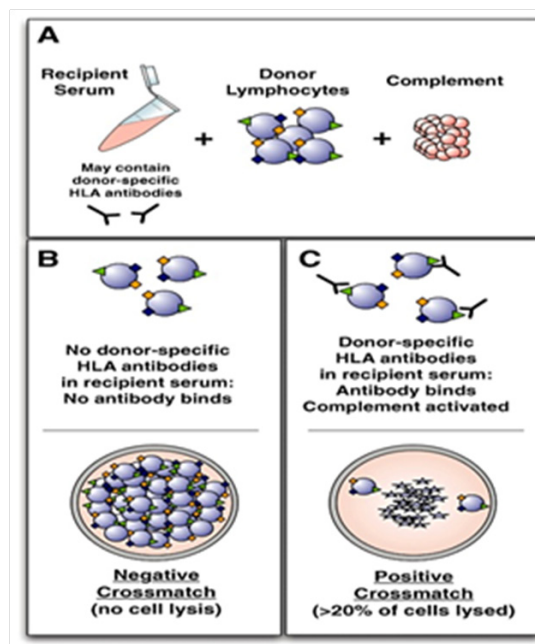 A
Recipient
Serum
+
Donor
Lymphocytes
+
Complement
May contain
donor-specific
HLA antibodies
B
No donor-specific
HLA antibodies
in recipient serum:
No antibody binds
Negative
Crossmatch
(no cell lysis)
C
Donor-specific
HLA antibodies
in recipient serum:
Antibody binds
Complement activated
Positive
Crossmatch
(>20% of cells lysed)